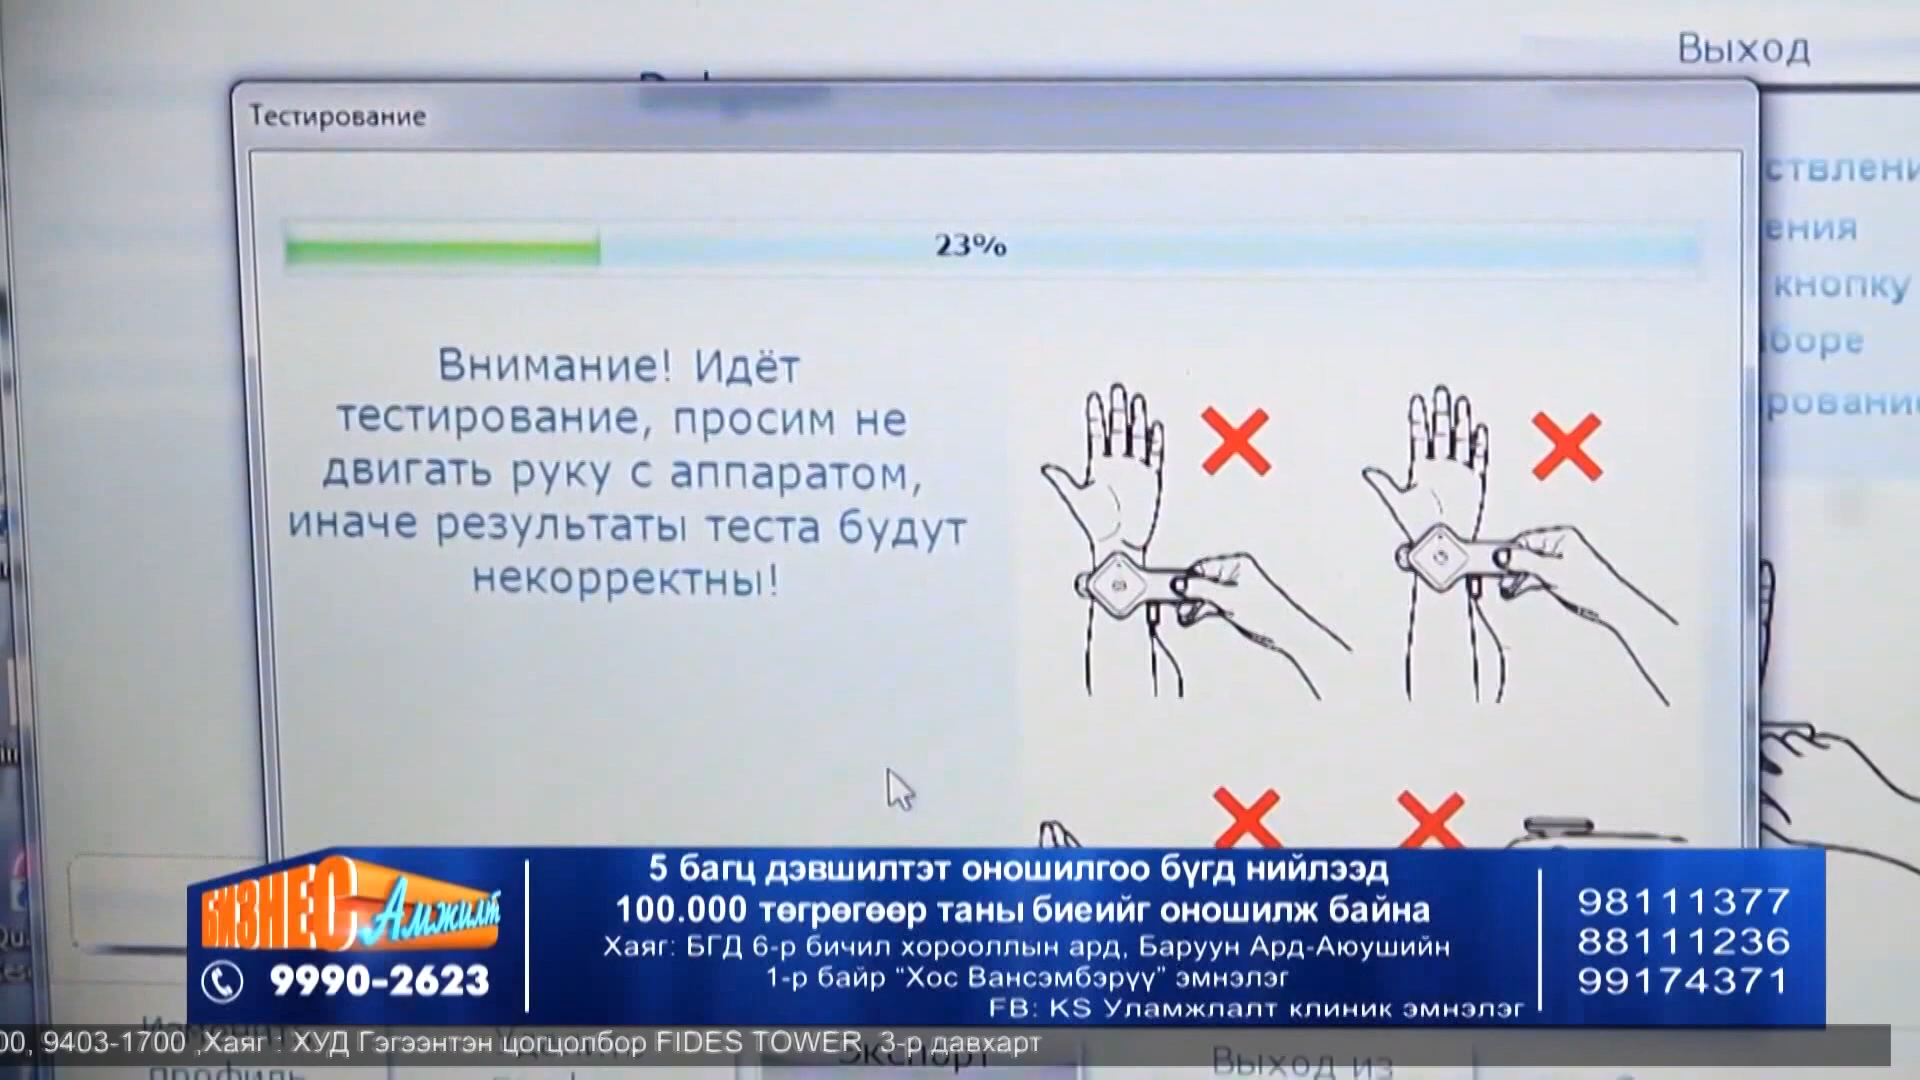 Выход
Тестирование
23%
Внимание! Идёт
тестирование, просим не
двигать руку с аппаратом,
иначе результаты теста будут
некорректны!
ствлени
ения
кнопку
боре
ровани
БИЗНЕС Амжилт
9990-2623
5 багц дэвшилтэт оношилгоо бүгд нийлээд
100.000 төгрөгөөр таны биеийг оношилж байна
Хаяг: БГД 6-р бичил хорооллын ард, Баруун Ард-Аюушийн
1-р байр "Хос Вансэмбэрүү" эмнэлэг
FB: KS Уламжлалт клиник эмнэлэг
98111377
88111236
99174371
00, 9403-1700 ,Хаяг : ХУД Гэгээнтэн цогцолбор FIDES TOWER, 3-р давхарт
Экспорт
Выход из
профиль